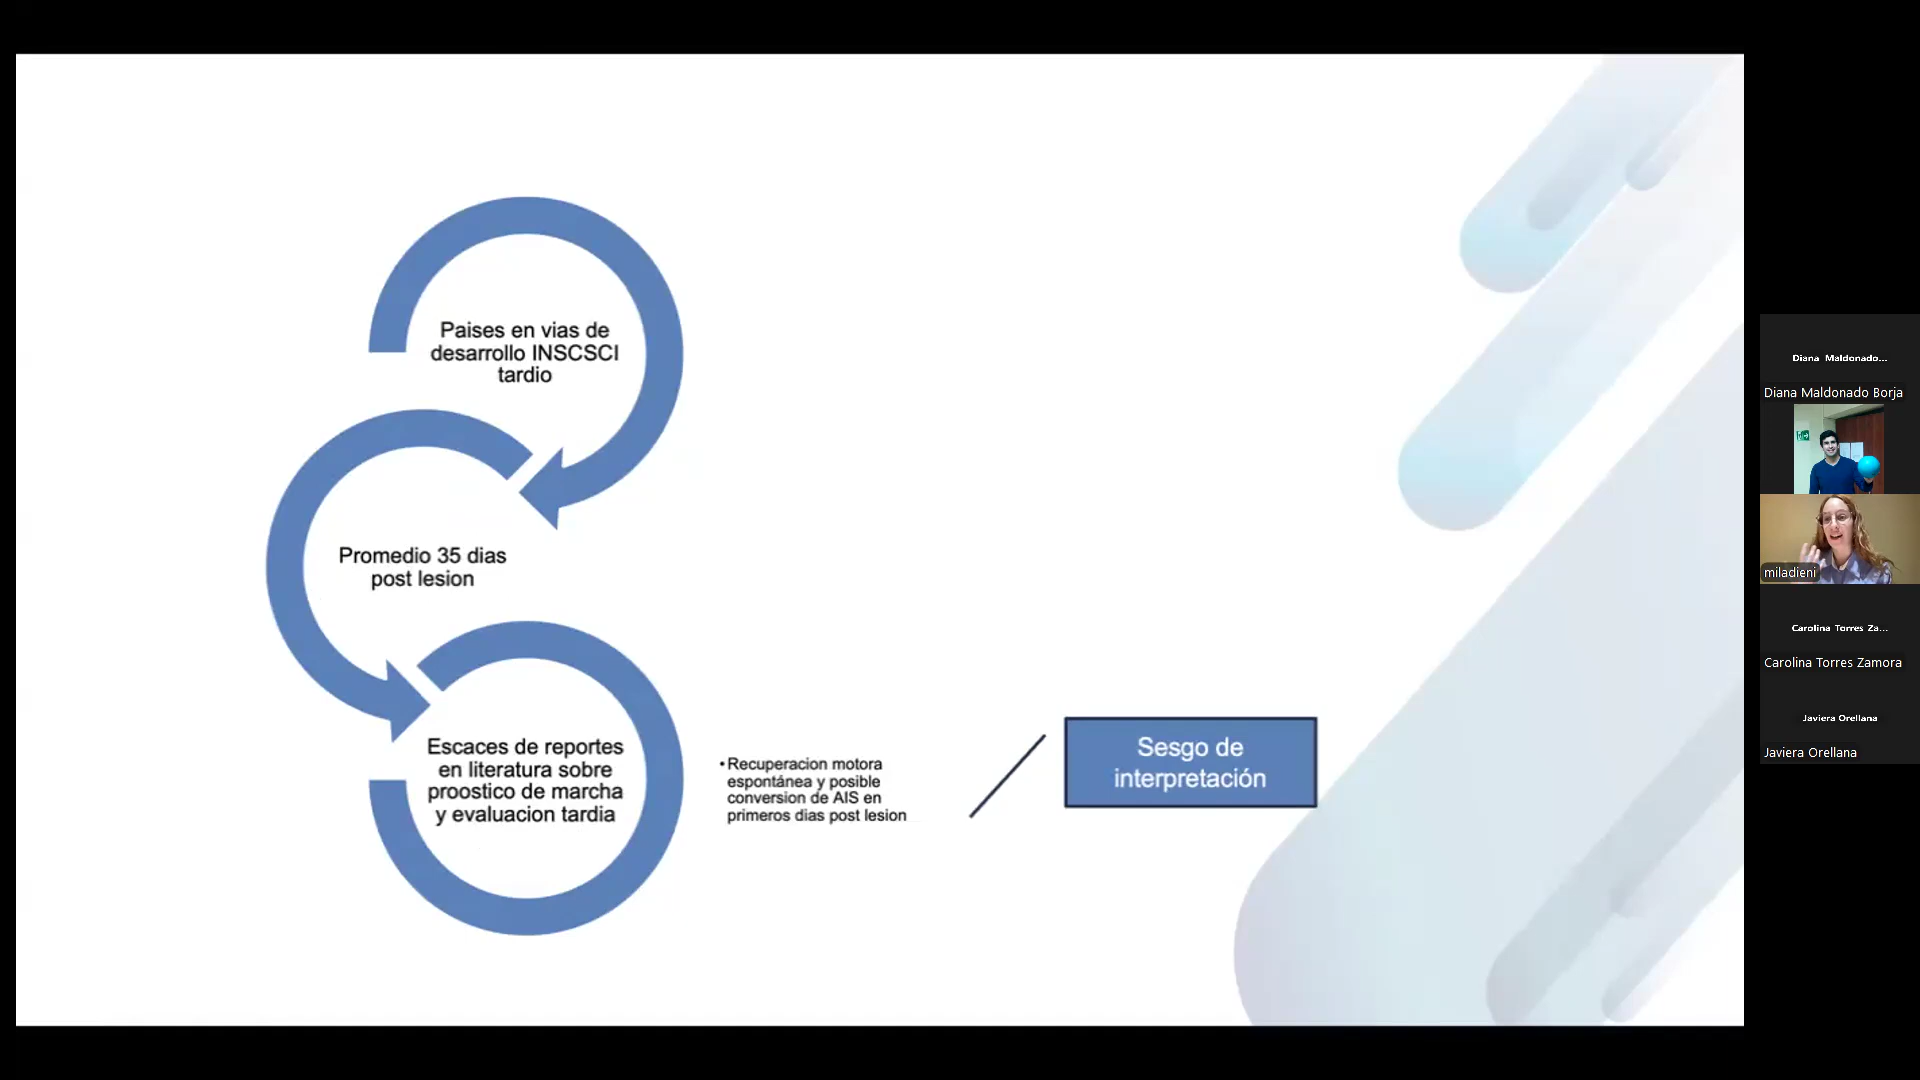 Paises en vias de
desarrollo INSCSCI
tardio
Promedio 35 dias
post lesion
Escaces de reportes
en literatura sobre
proostico de marcha
y evaluacion tardia
• Recuperacion motora
espontánea y posible
conversion de AIS en
primeros dias post lesion
Sesgo de
interpretación
Diana Maldonado...
Diana Maldonado Borja
miladieni
Carolina Torres Za...
Carolina Torres Zamora
Javiera Orellana
Javiera Orellana